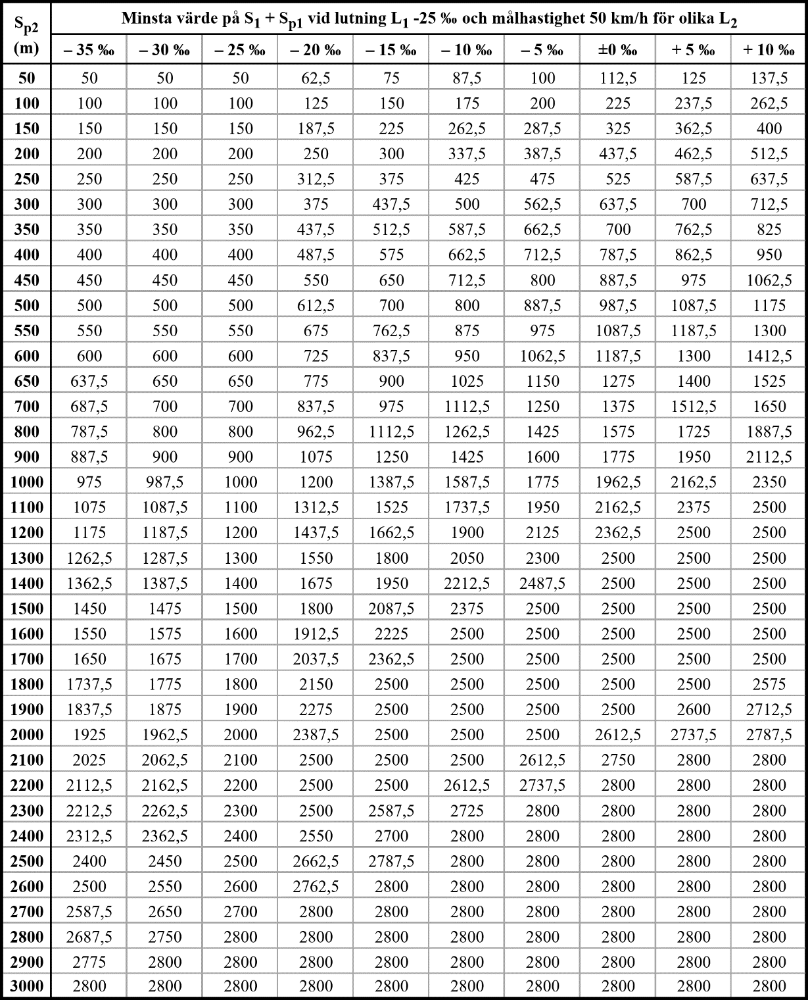 S_p2 (m) Minsta värde på S_1 + S_p1 vid lutning L_1 -25 ‰ och målhastighet 50 km/h för olika L_2
– 35 ‰ – 30 ‰ – 25 ‰ – 20 ‰ – 15 ‰ – 10 ‰ – 5 ‰ ±0 ‰ + 5 ‰ + 10 ‰
50 50 50 50 62,5 75 87,5 100 112,5 125 137,5
100 100 100 100 125 150 175 200 225 237,5 262,5
150 150 150 150 187,5 225 262,5 287,5 325 362,5 400
200 200 200 200 250 300 337,5 387,5 437,5 462,5 512,5
250 250 250 250 312,5 375 425 475 525 587,5 637,5
300 300 300 300 375 437,5 500 562,5 637,5 700 712,5
350 350 350 350 437,5 512,5 587,5 662,5 700 762,5 825
400 400 400 400 487,5 575 662,5 712,5 787,5 862,5 950
450 450 450 450 550 650 712,5 800 887,5 975 1062,5
500 500 500 500 612,5 700 800 887,5 987,5 1087,5 1175
550 550 550 550 675 762,5 875 975 1087,5 1187,5 1300
600 600 600 600 725 837,5 950 1062,5 1187,5 1300 1412,5
650 637,5 650 650 775 900 1025 1150 1275 1400 1525
700 687,5 700 700 837,5 975 1112,5 1250 1375 1512,5 1650
800 787,5 800 800 962,5 1112,5 1262,5 1425 1575 1725 1887,5
900 887,5 900 900 1075 1250 1425 1600 1775 1950 2112,5
1000 975 987,5 1000 1200 1387,5 1587,5 1775 1962,5 2162,5 2350
1100 1075 1087,5 1100 1312,5 1525 1737,5 1950 2162,5 2375 2500
1200 1175 1187,5 1200 1437,5 1662,5 1900 2125 2362,5 2500 2500
1300 1262,5 1287,5 1300 1550 1800 2050 2300 2500 2500 2500
1400 1362,5 1387,5 1400 1675 1950 2212,5 2487,5 2500 2500 2500
1500 1450 1475 1500 1800 2087,5 2375 2500 2500 2500 2500
1600 1550 1575 1600 1912,5 2225 2500 2500 2500 2500 2500
1700 1650 1675 1700 2037,5 2362,5 2500 2500 2500 2500 2500
1800 1737,5 1775 1800 2150 2500 2500 2500 2500 2500 2575
1900 1837,5 1875 1900 2275 2500 2500 2500 2500 2600 2712,5
2000 1925 1962,5 2000 2387,5 2500 2500 2500 2612,5 2737,5 2787,5
2100 2025 2062,5 2100 2500 2500 2500 2612,5 2750 2800 2800
2200 2112,5 2162,5 2200 2500 2500 2612,5 2737,5 2800 2800 2800
2300 2212,5 2262,5 2300 2500 2587,5 2725 2800 2800 2800 2800
2400 2312,5 2362,5 2400 2550 2700 2800 2800 2800 2800 2800
2500 2400 2450 2500 2662,5 2787,5 2800 2800 2800 2800 2800
2600 2500 2550 2600 2762,5 2800 2800 2800 2800 2800 2800
2700 2587,5 2650 2700 2800 2800 2800 2800 2800 2800 2800
2800 2687,5 2750 2800 2800 2800 2800 2800 2800 2800 2800
2900 2775 2800 2800 2800 2800 2800 2800 2800 2800 2800
3000 2800 2800 2800 2800 2800 2800 2800 2800 2800 2800